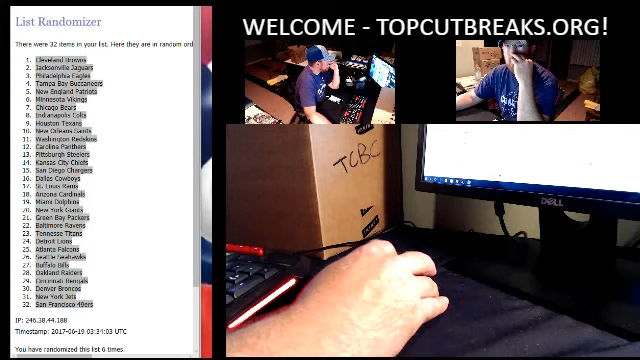 List Randomizer
There were 32 items in your list. Here they are in random ord
1. Cleveland Browns
2. Jacksonville Jaguars
3. Philadelphia Eagles
4. Tampa Bay Buccaneers
5. New England Patriots
6. Minnesota Vikings
7. Chicago Bears
8. Indianapolis Colts
9. Houston Texans
10. New Orleans Saints
11. Washington Redskins
12. Carolina Panthers
13. Pittsburgh Steelers
14. Kansas City Chiefs
15. San Diego Chargers
16. Dallas Cowboys
17. St. Louis Rams
18. Arizona Cardinals
19. Miami Dolphins
20. New York Giants
21. Green Bay Packers
22. Baltimore Ravens
23. Tennessee Titans
24. Detroit Lions
25. Atlanta Falcons
26. Seattle Seahawks
27. Buffalo Bills
28. Oakland Raiders
29. Cincinnati Bengals
30. Denver Broncos
31. New York Jets
32. San Francisco 49ers
IP: 246.38.44.188
Timestamp: 2017-06-19 03:34:03 UTC
You have randomized this list 6 times.
WELCOME - TOPCUTBREAKS.ORG!
TCBC
DELL